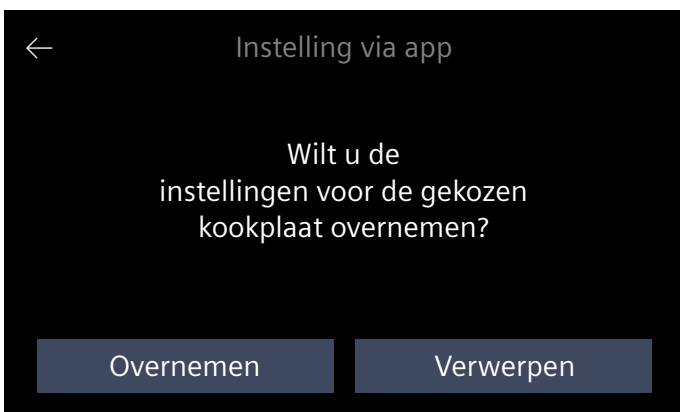 Instelling via app
Wilt u de
instellingen voor de gekozen
kookplaat overnemen?
Overnemen
Verwerpen